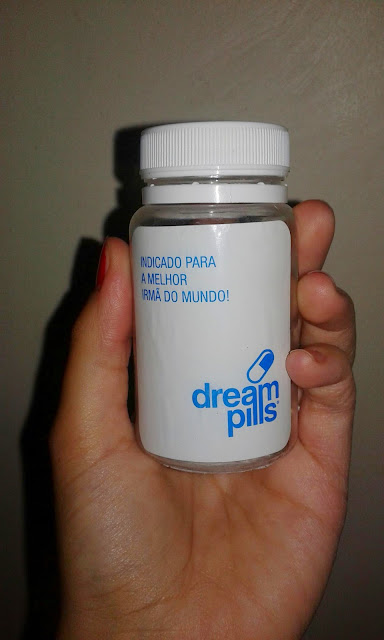 INDICADO PARA
A MELHOR
IRMÃ DO MUNDO!
dream
pills